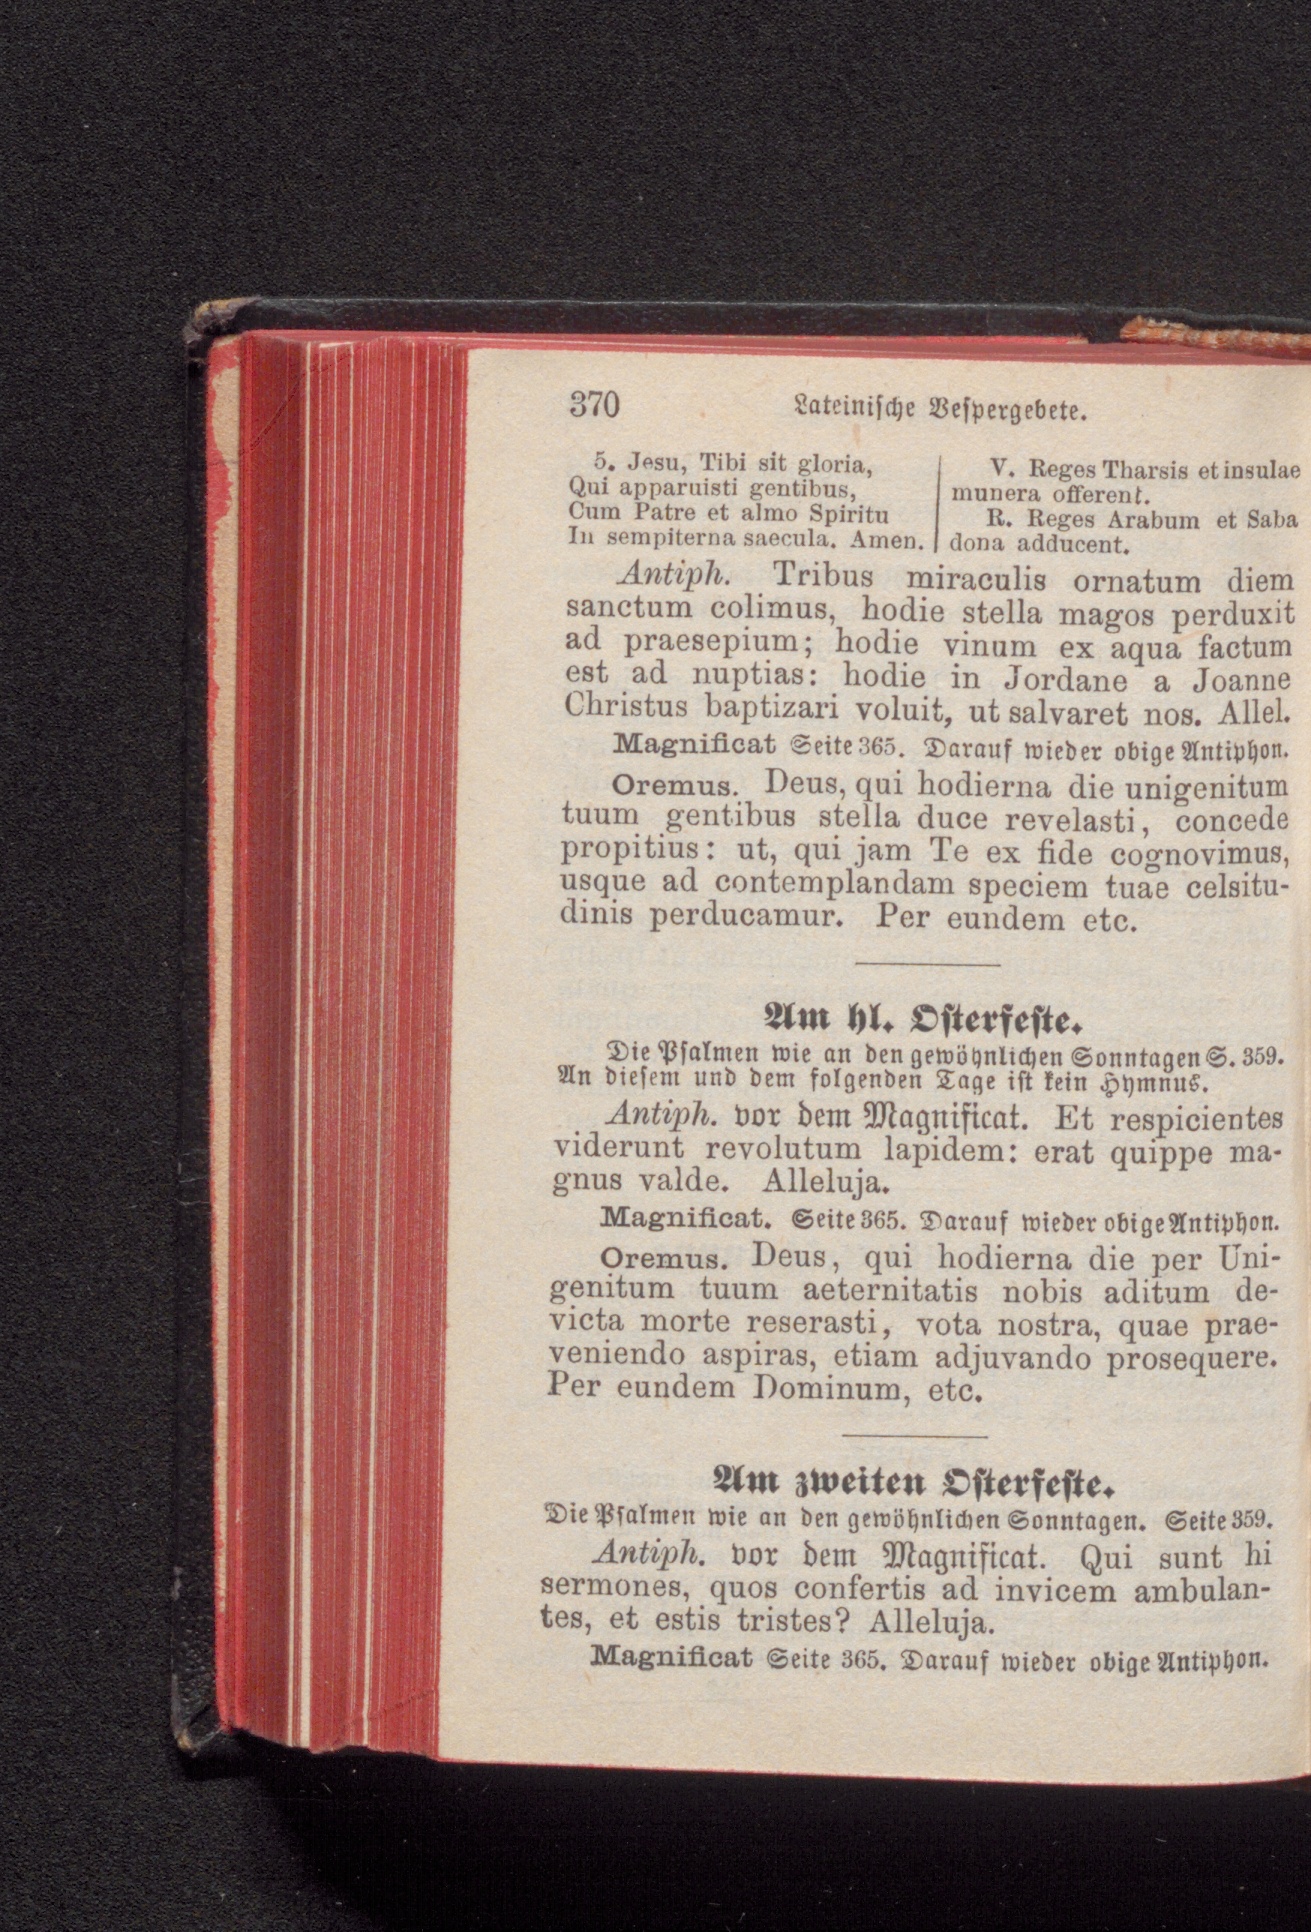 370 Lateinische Vespergebete.
5. Jesu, Tibi sit gloria,
Qui apparuisti gentibus,
Cum Patre et almo Spiritu
In sempiterna saecula. Amen.
V. Reges Tharsis et insulae
munera offerent.
R. Reges Arabum et Saba
dona adducent.
Antiph. Tribus miraculis ornatum diem
sanctum colimus, hodie stella magos perduxit
ad praesepium; hodie vinum ex aqua factum
est ad nuptias: hodie in Jordane a Joanne
Christus baptizari voluit, ut salvaret nos. Allel.
Magnificat Seite 365. Darauf wieder obige Antiphon.
Oremus. Deus, qui hodierna die unigenitum
tuum gentibus stella duce revelasti, concede
propitius: ut, qui jam Te ex fide cognovimus,
usque ad contemplandam speciem tuae celsitu-
dinis perducamur. Per eundem etc.
Am hl. Osterfeste.
Die Psalmen wie an den gewöhnlichen Sonntagen S. 359.
An diesem und dem folgenden Tage ist kein Hymnus.
Antiph. vor dem Magnificat. Et respicientes
viderunt revolutum lapidem: erat quippe ma-
gnus valde. Alleluja.
Magnificat. Seite 365. Darauf wieder obige Antiphon.
Oremus. Deus, qui hodierna die per Uni-
genitum tuum aeternitatis nobis aditum de-
victa morte reserasti, vota nostra, quae prae-
veniendo aspiras, etiam adjuvando prosequere.
Per eundem Dominum, etc.
Am zweiten Osterfeste.
Die Psalmen wie an den gewöhnlichen Sonntagen. Seite 359.
Antiph. vor dem Magnificat. Qui sunt hi
sermones, quos confertis ad invicem ambulan-
tes, et estis tristes? Alleluja.
Magnificat Seite 365. Darauf wieder obige Antiphon.